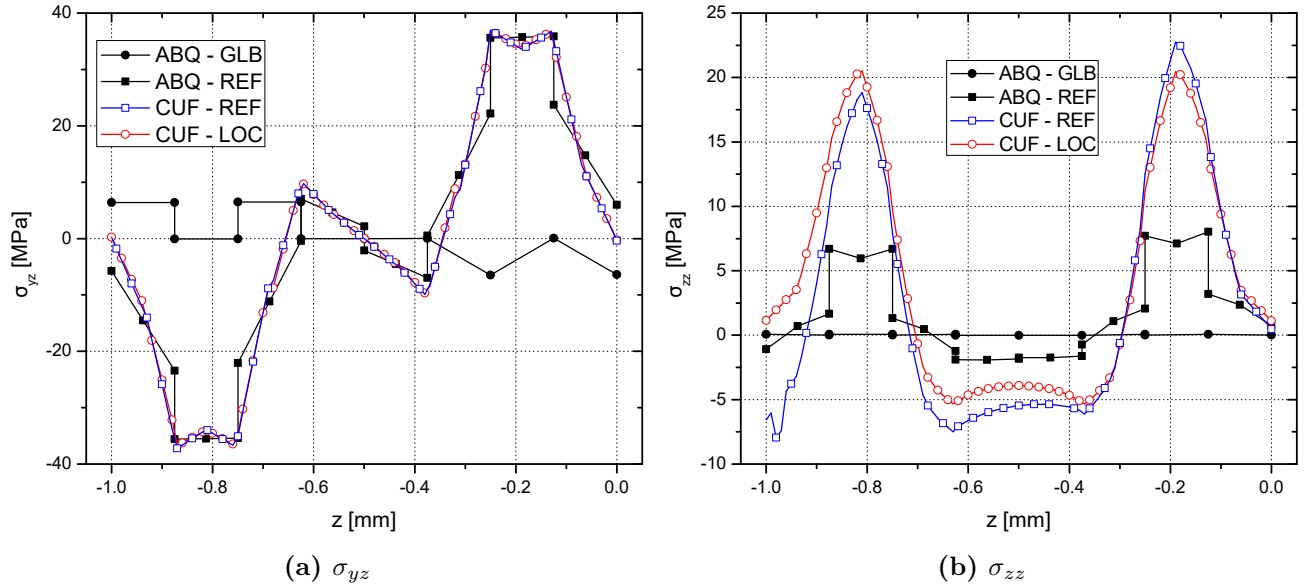 40
20
0
-20
-40
σyz [MPa]
ABQ - GLB
ABQ - REF
CUF - REF
CUF - LOC
-1.0 -0.8 -0.6 -0.4 -0.2 0.0
z [mm]
(a) σyz
25
20
15
10
5
0
-5
-10
σzz [MPa]
ABQ - GLB
ABQ - REF
CUF - REF
CUF - LOC
-1.0 -0.8 -0.6 -0.4 -0.2 0.0
z [mm]
(b) σzz